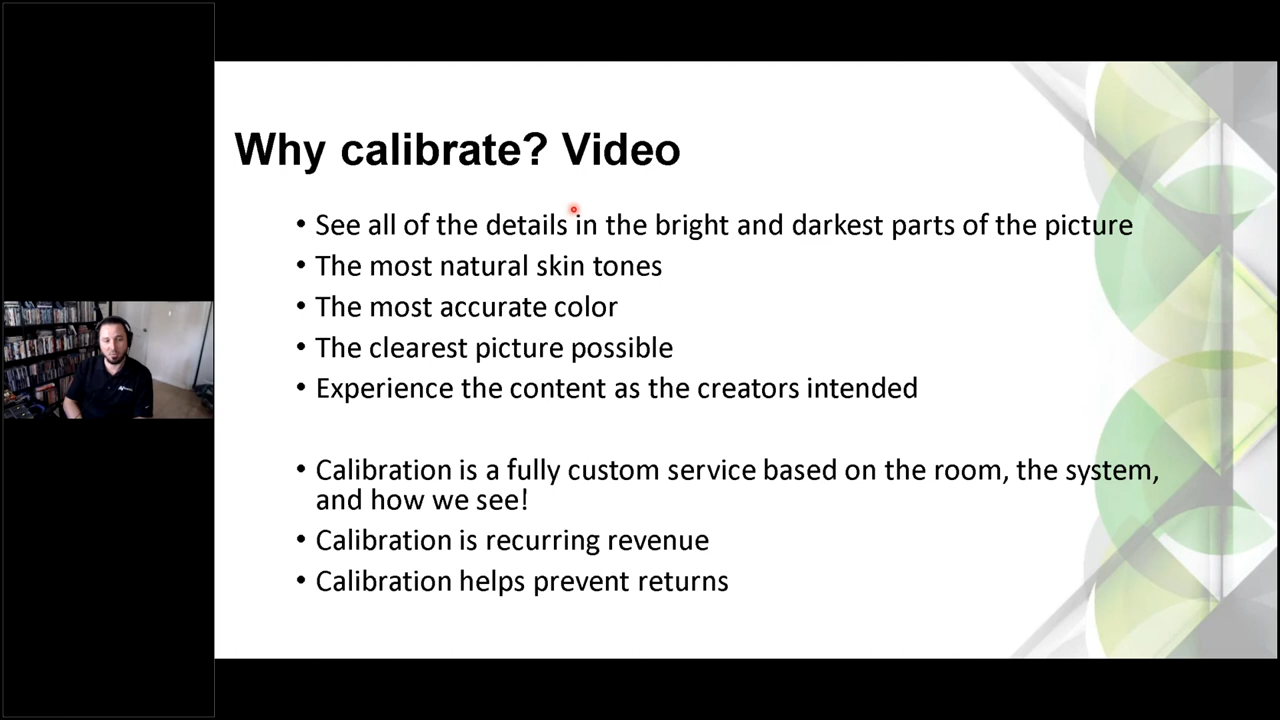 Why calibrate? Video
• See all of the details in the bright and darkest parts of the picture
• The most natural skin tones
• The most accurate color
• The clearest picture possible
• Experience the content as the creators intended
• Calibration is a fully custom service based on the room, the system,
and how we see!
• Calibration is recurring revenue
• Calibration helps prevent returns